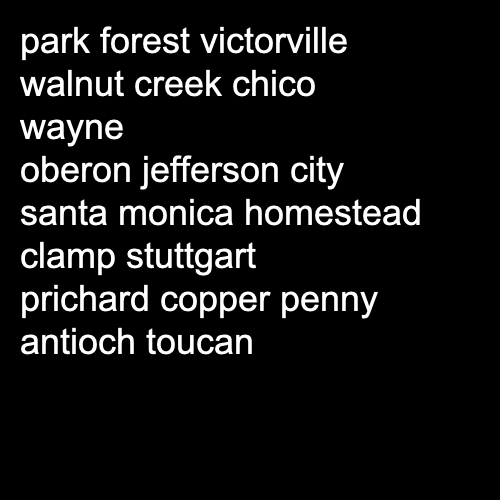 park forest victorville
walnut creek chico
wayne
oberon jefferson city
santa monica homestead
clamp stuttgart
prichard copper penny
antioch toucan